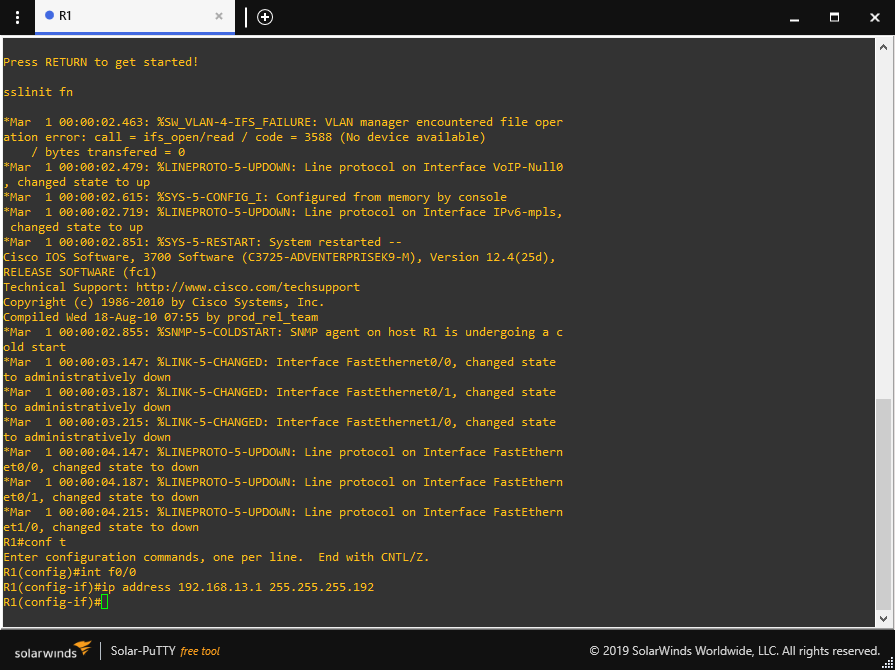 R1
Press RETURN to get started!
sslinit fn
*Mar  1 00:00:02.463: %SW_VLAN-4-IFS_FAILURE: VLAN manager encountered file oper
ation error: call = ifs_open/read / code = 3588 (No device available)
    / bytes transfered = 0
*Mar  1 00:00:02.479: %LINEPROTO-5-UPDOWN: Line protocol on Interface VoIP-Null0
, changed state to up
*Mar  1 00:00:02.615: %SYS-5-CONFIG_I: Configured from memory by console
*Mar  1 00:00:02.719: %LINEPROTO-5-UPDOWN: Line protocol on Interface IPv6-mpls,
 changed state to up
*Mar  1 00:00:02.851: %SYS-5-RESTART: System restarted --
Cisco IOS Software, 3700 Software (C3725-ADVENTERPRISEK9-M), Version 12.4(25d),
RELEASE SOFTWARE (fc1)
Technical Support: http://www.cisco.com/techsupport
Copyright (c) 1986-2010 by Cisco Systems, Inc.
Compiled Wed 18-Aug-10 07:55 by prod_rel_team
*Mar  1 00:00:02.855: %SNMP-5-COLDSTART: SNMP agent on host R1 is undergoing a c
old start
*Mar  1 00:00:03.147: %LINK-5-CHANGED: Interface FastEthernet0/0, changed state
to administratively down
*Mar  1 00:00:03.187: %LINK-5-CHANGED: Interface FastEthernet0/1, changed state
to administratively down
*Mar  1 00:00:03.215: %LINK-5-CHANGED: Interface FastEthernet1/0, changed state
to administratively down
*Mar  1 00:00:04.147: %LINEPROTO-5-UPDOWN: Line protocol on Interface FastEthern
et0/0, changed state to down
*Mar  1 00:00:04.187: %LINEPROTO-5-UPDOWN: Line protocol on Interface FastEthern
et0/1, changed state to down
*Mar  1 00:00:04.215: %LINEPROTO-5-UPDOWN: Line protocol on Interface FastEthern
et1/0, changed state to down
R1#conf t
Enter configuration commands, one per line.  End with CNTL/Z.
R1(config)#int f0/0
R1(config-if)#ip address 192.168.13.1 255.255.255.192
R1(config-if)#
solarwinds Solar-PuTTY free tool © 2019 SolarWinds Worldwide, LLC. All rights reserved.